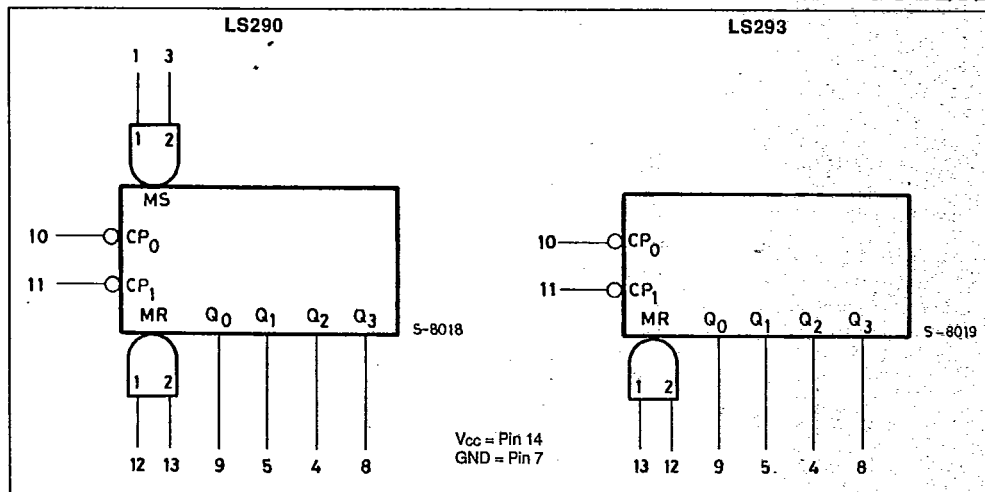 LS290
LS293
1 3
1 2
MS
10 CP0
11 CP1
MR Q0 Q1 Q2 Q3
S-8018
1 2
12 13 9 5 4 8
10 CP0
11 CP1
MR Q0 Q1 Q2 Q3
S-8019
1 2
13 12 9 5 4 8
Vcc = Pin 14
GND = Pin 7